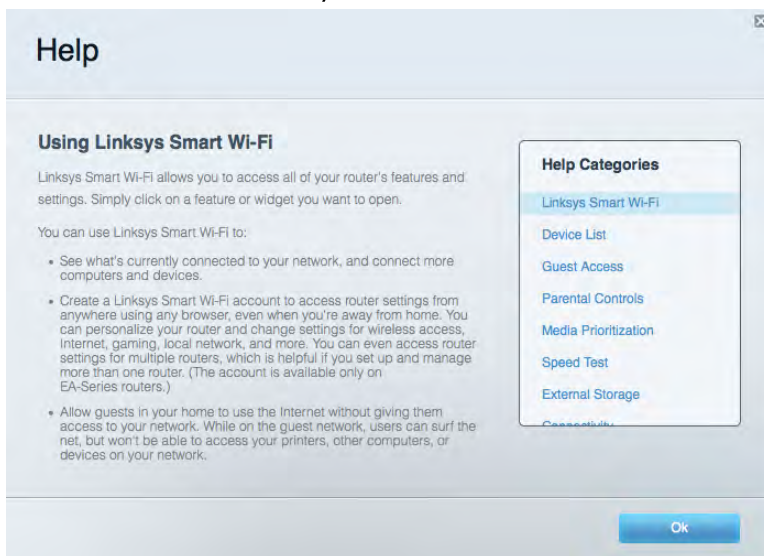 Help
Using Linksys Smart Wi-Fi
Linksys Smart Wi-Fi allows you to access all of your router's features and
settings. Simply click on a feature or widget you want to open.
You can use Linksys Smart Wi-Fi to:
• See what's currently connected to your network, and connect more
computers and devices.
• Create a Linksys Smart Wi-Fi account to access router settings from
anywhere using any browser, even when you're away from home. You
can personalize your router and change settings for wireless access,
Internet, gaming, local network, and more. You can even access router
settings for multiple routers, which is helpful if you set up and manage
more than one router. (The account is available only on
EA-Series routers.)
• Allow guests in your home to use the Internet without giving them
access to your network. While on the guest network, users can surf the
net, but won't be able to access your printers, other computers, or
devices on your network.
Help Categories
Linksys Smart Wi-Fi
Device List
Guest Access
Parental Controls
Media Prioritization
Speed Test
External Storage
Connectivity
Ok